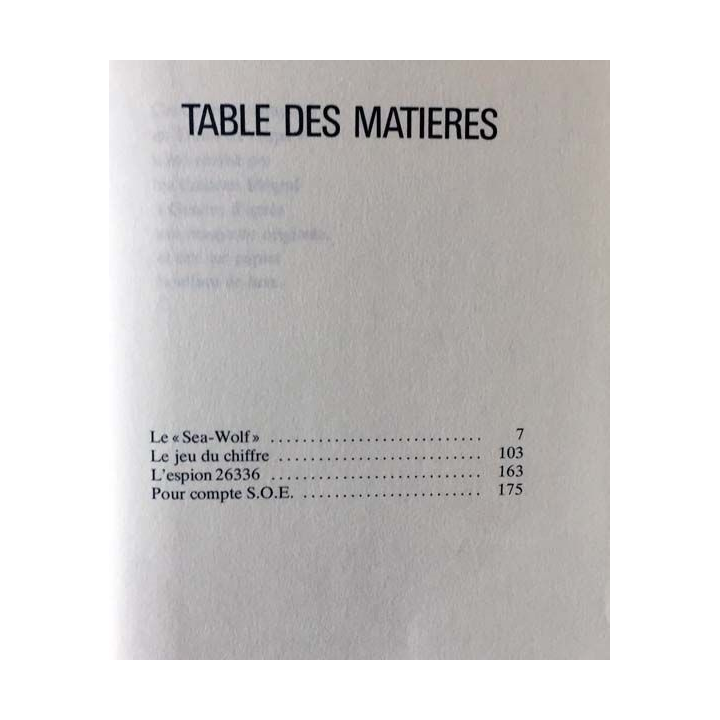 TABLE DES MATIERES
Le « Sea-Wolf » ........................... 7
Le jeu du chiffre .......................... 103
L'espion 26336 ........................... 163
Pour compte S.O.E. ....................... 175